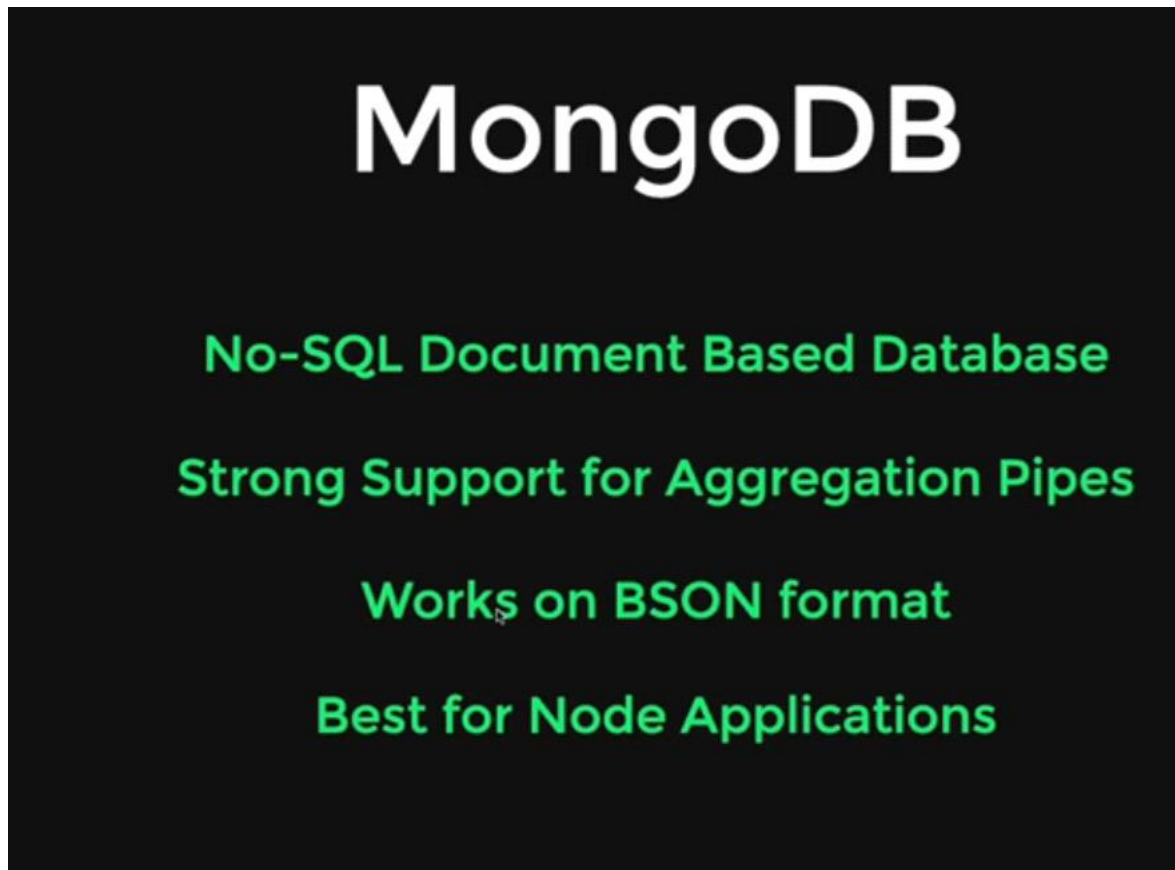 MongoDB
No-SQL Document Based Database
Strong Support for Aggregation Pipes
Works on BSON format
Best for Node Applications